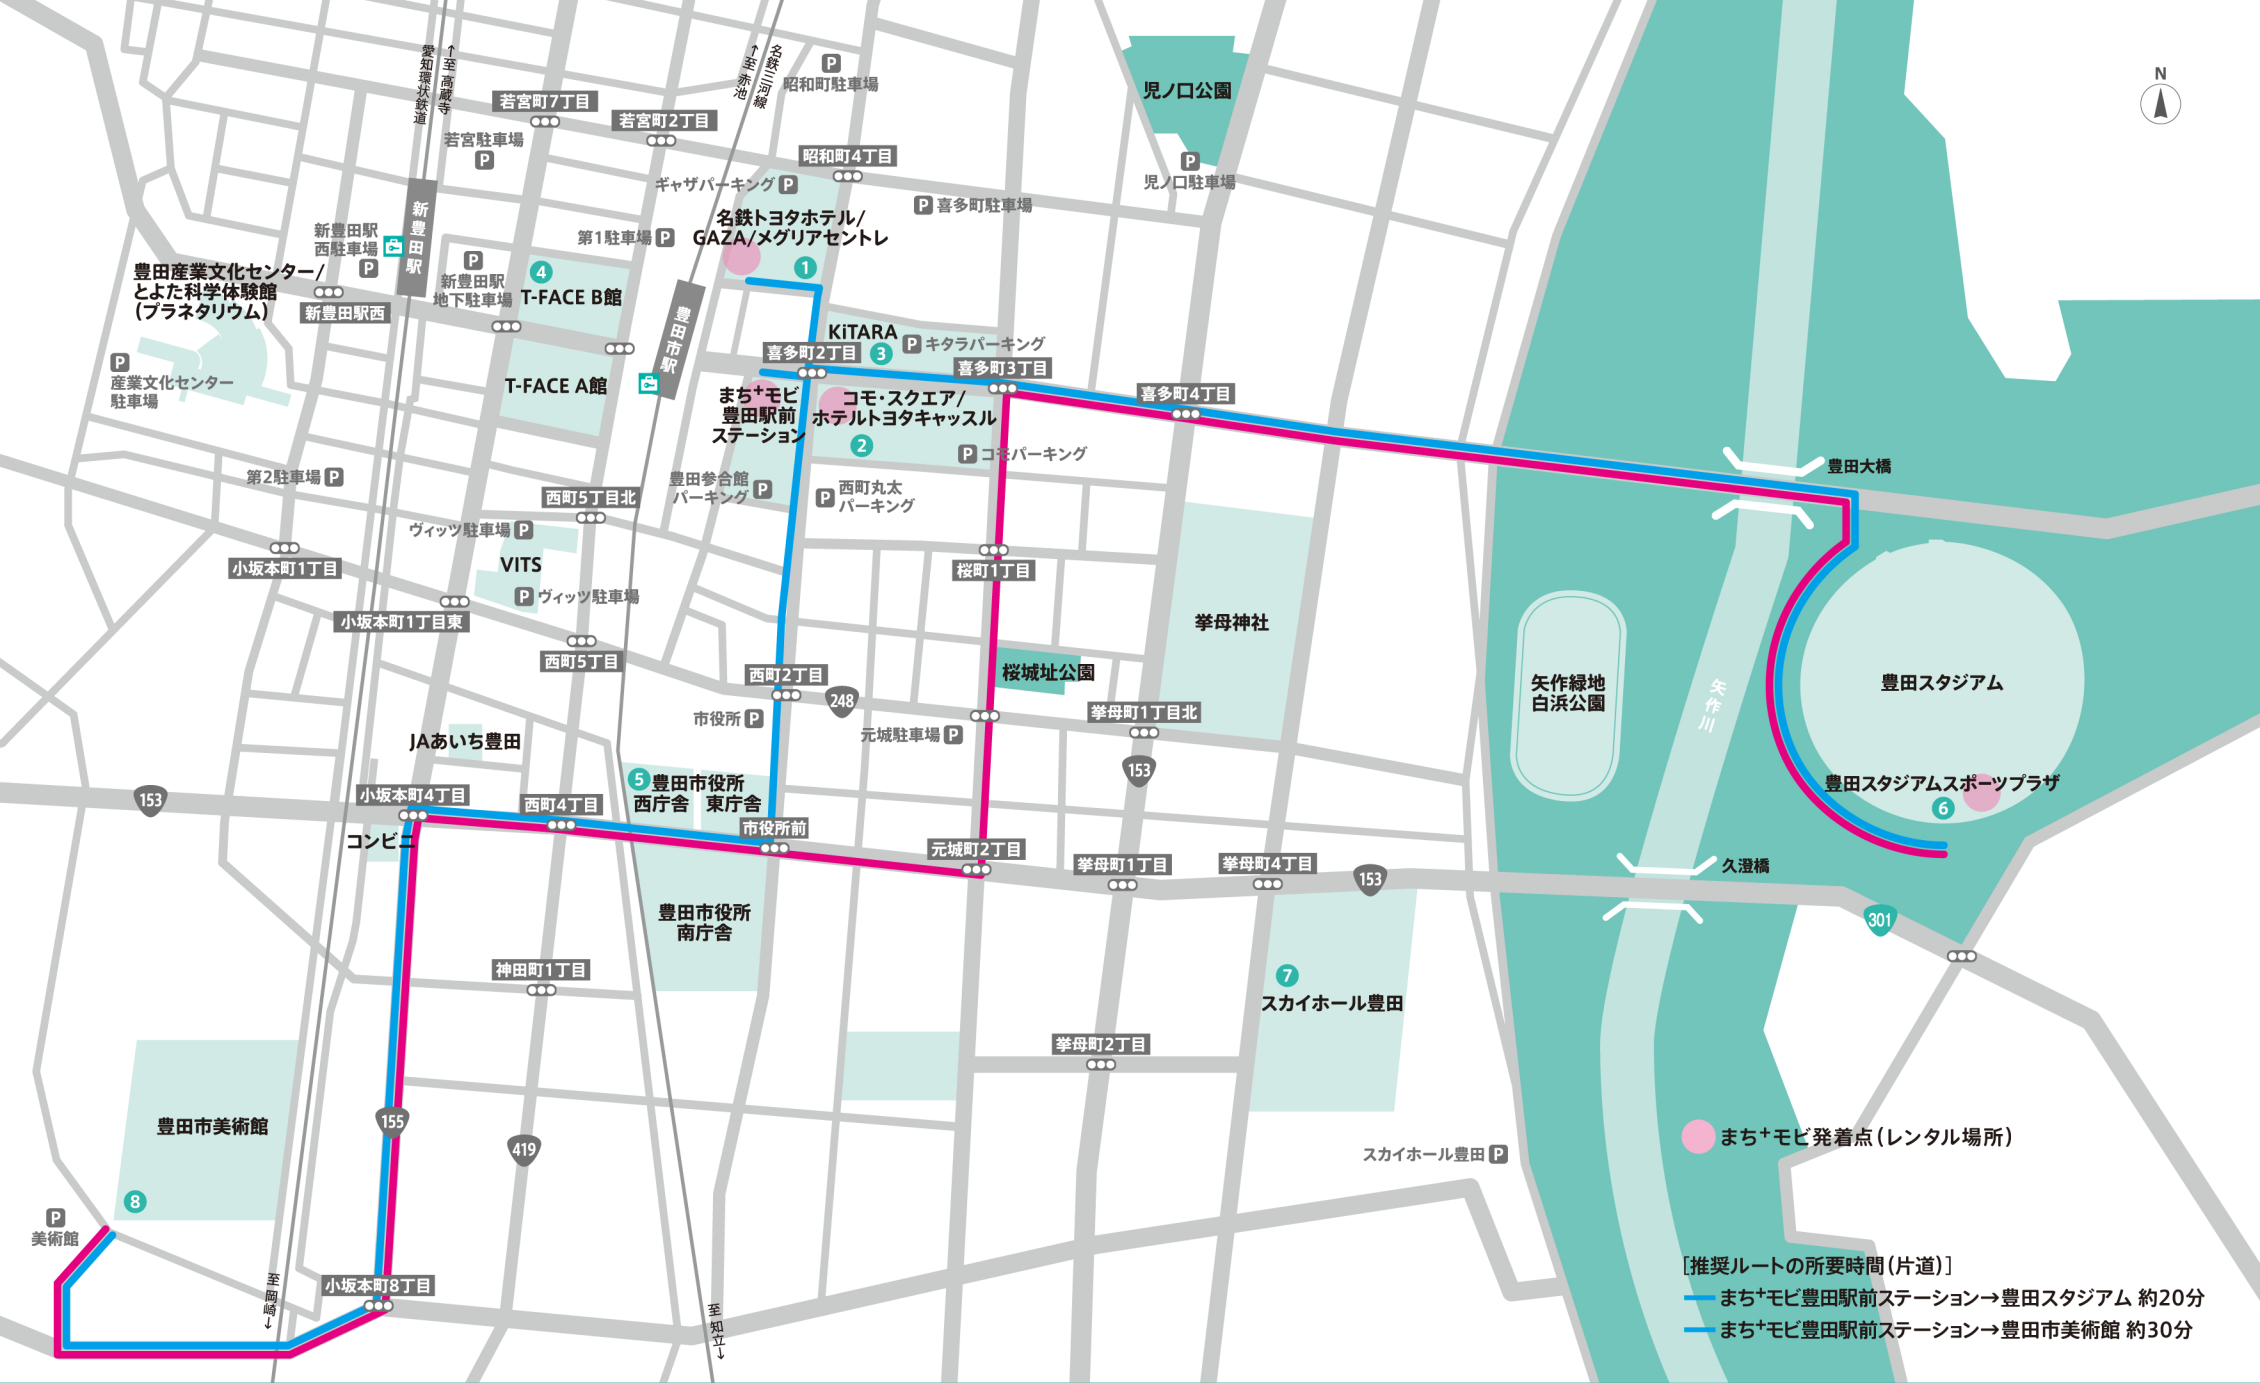 愛知環状鉄道
↑至 高蔵寺
↑至 赤池
名鉄三河線
P
昭和町駐車場
児ノ口公園
N
若宮町7丁目
若宮町2丁目
若宮駐車場
P
昭和町4丁目
ギャザパーキング P
P
児ノ口駐車場
P 喜多町駐車場
新豊田駅
新豊田駅
西駐車場
P
第1駐車場 P
名鉄トヨタホテル/
GAZA/メグリアセントレ
1
豊田産業文化センター/
とよた科学体験館
(プラネタリウム)
新豊田駅西
P
新豊田駅
地下駐車場
4
T-FACE B館
豊田市駅
KiTARA
3
P キタラパーキング
喜多町2丁目
喜多町3丁目
喜多町4丁目
P
産業文化センター
駐車場
T-FACE A館
まち+モビ
豊田駅前
ステーション
コモ・スクエア/
ホテルトヨタキャッスル
2
P コモパーキング
豊田大橋
第2駐車場 P
豊田参合館
パーキング P
P 西町丸太
パーキング
西町5丁目北
ヴィッツ駐車場 P
VITS
P ヴィッツ駐車場
小坂本町1丁目
小坂本町1丁目東
西町5丁目
桜町1丁目
挙母神社
桜城址公園
西町2丁目
248
市役所 P
元城駐車場 P
挙母町1丁目北
153
矢作緑地
白浜公園
矢作川
豊田スタジアム
豊田スタジアムスポーツプラザ
6
JAあいち豊田
153
小坂本町4丁目
コンビニ
西町4丁目
5
豊田市役所
西庁舎 東庁舎
市役所前
元城町2丁目
挙母町1丁目
挙母町4丁目
153
久澄橋
301
豊田市役所
南庁舎
神田町1丁目
7
スカイホール豊田
挙母町2丁目
155
419
豊田市美術館
8
P
美術館
スカイホール豊田 P
小坂本町8丁目
至 岡崎↓
至 知立↓
まち+モビ発着点(レンタル場所)
[推奨ルートの所要時間(片道)]
まち+モビ豊田駅前ステーション→豊田スタジアム 約20分
まち+モビ豊田駅前ステーション→豊田市美術館 約30分